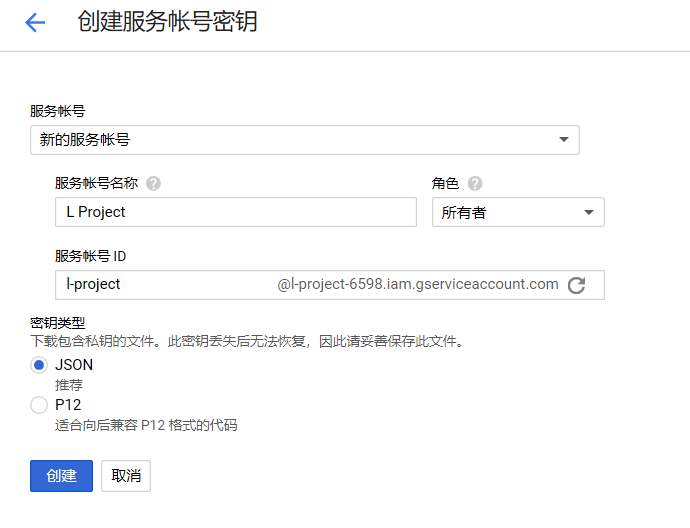 创建服务帐号密钥
服务帐号
新的服务帐号
服务帐号名称 ? 角色 ?
L Project 所有者
服务帐号 ID
l-project @l-project-6598.iam.gserviceaccount.com
密钥类型
下载包含私钥的文件。此密钥丢失后无法恢复，因此请妥善保存此文件。
JSON
推荐
P12
适合向后兼容 P12 格式的代码
创建 取消